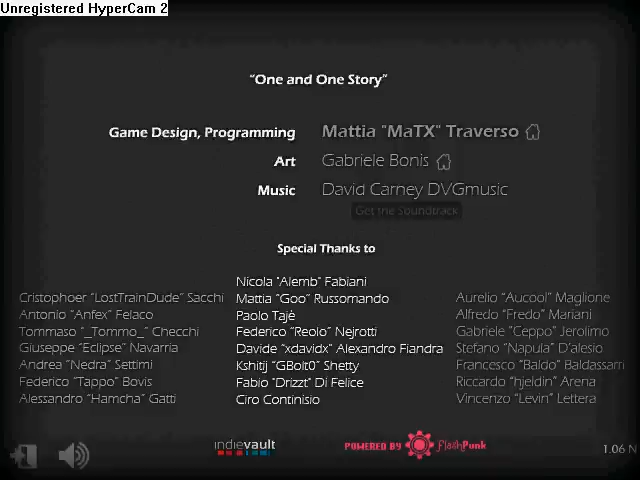 Unregistered HyperCam 2
"One and One Story"
Game Design, Programming Mattia "MaTX" Traverso
Art Gabriele Bonis
Music David Carney DVGmusic
Get the Soundtrack
Special Thanks to
Cristophoer "LostTrainDude" Sacchi
Antonio "Anfex" Felaco
Tommaso "_Tommo_" Checchi
Giuseppe "Eclipse" Navarria
Andrea "Nedra" Settimi
Federico "Tappo" Bovis
Alessandro "Hamcha" Gatti
Nicola "Alemb" Fabiani
Mattia "Goo" Russomando
Paolo Tajè
Federico "Reolo" Nejrotti
Davide "xdavidx" Alexandro Fiandra
Kshitij "GBolt0" Shetty
Fabio "Drizzt" Di Felice
Ciro Continisio
Aurelio "Aucool" Maglione
Alfredo "Fredo" Mariani
Gabriele "Ceppo" Jerolimo
Stefano "Napula" D'alesio
Francesco "Baldo" Baldassarri
Riccardo "hjeldin" Arena
Vincenzo "Levin" Lettera
indievault
POWERED BY FlashPunk
1.06 N